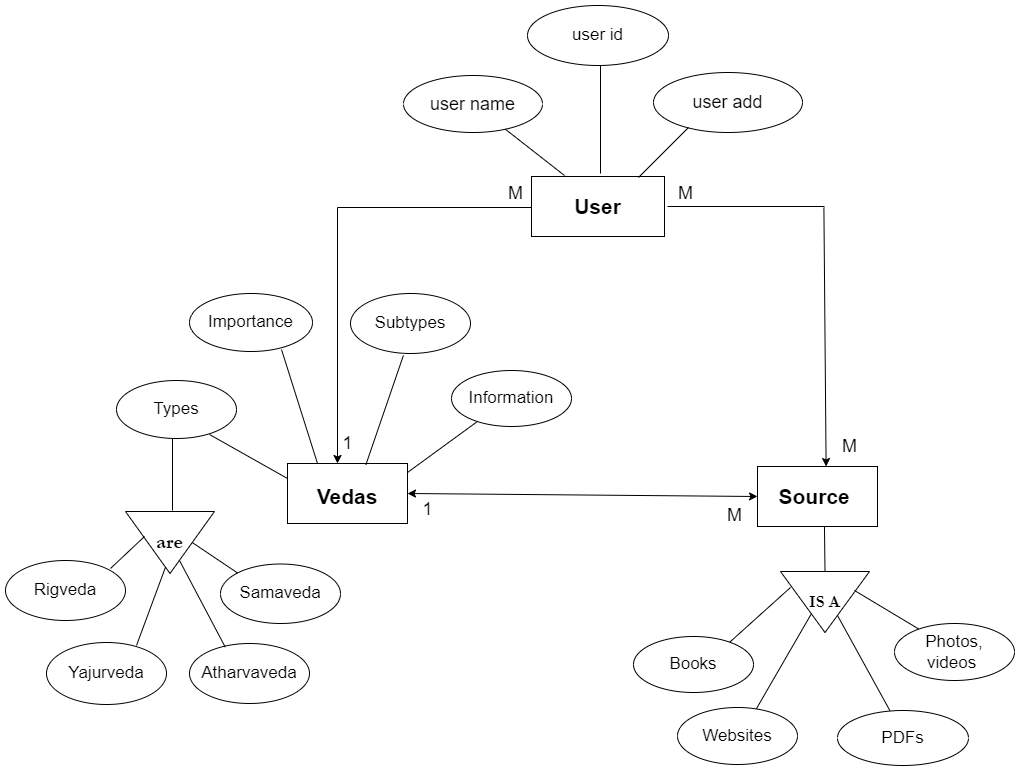 user id
user name
user add
M
User
M
Importance
Subtypes
Information
Types
1
M
Vedas
Source
1
M
are
Rigveda
Samaveda
Yajurveda
Atharvaveda
IS A
Books
Photos,
videos
Websites
PDFs